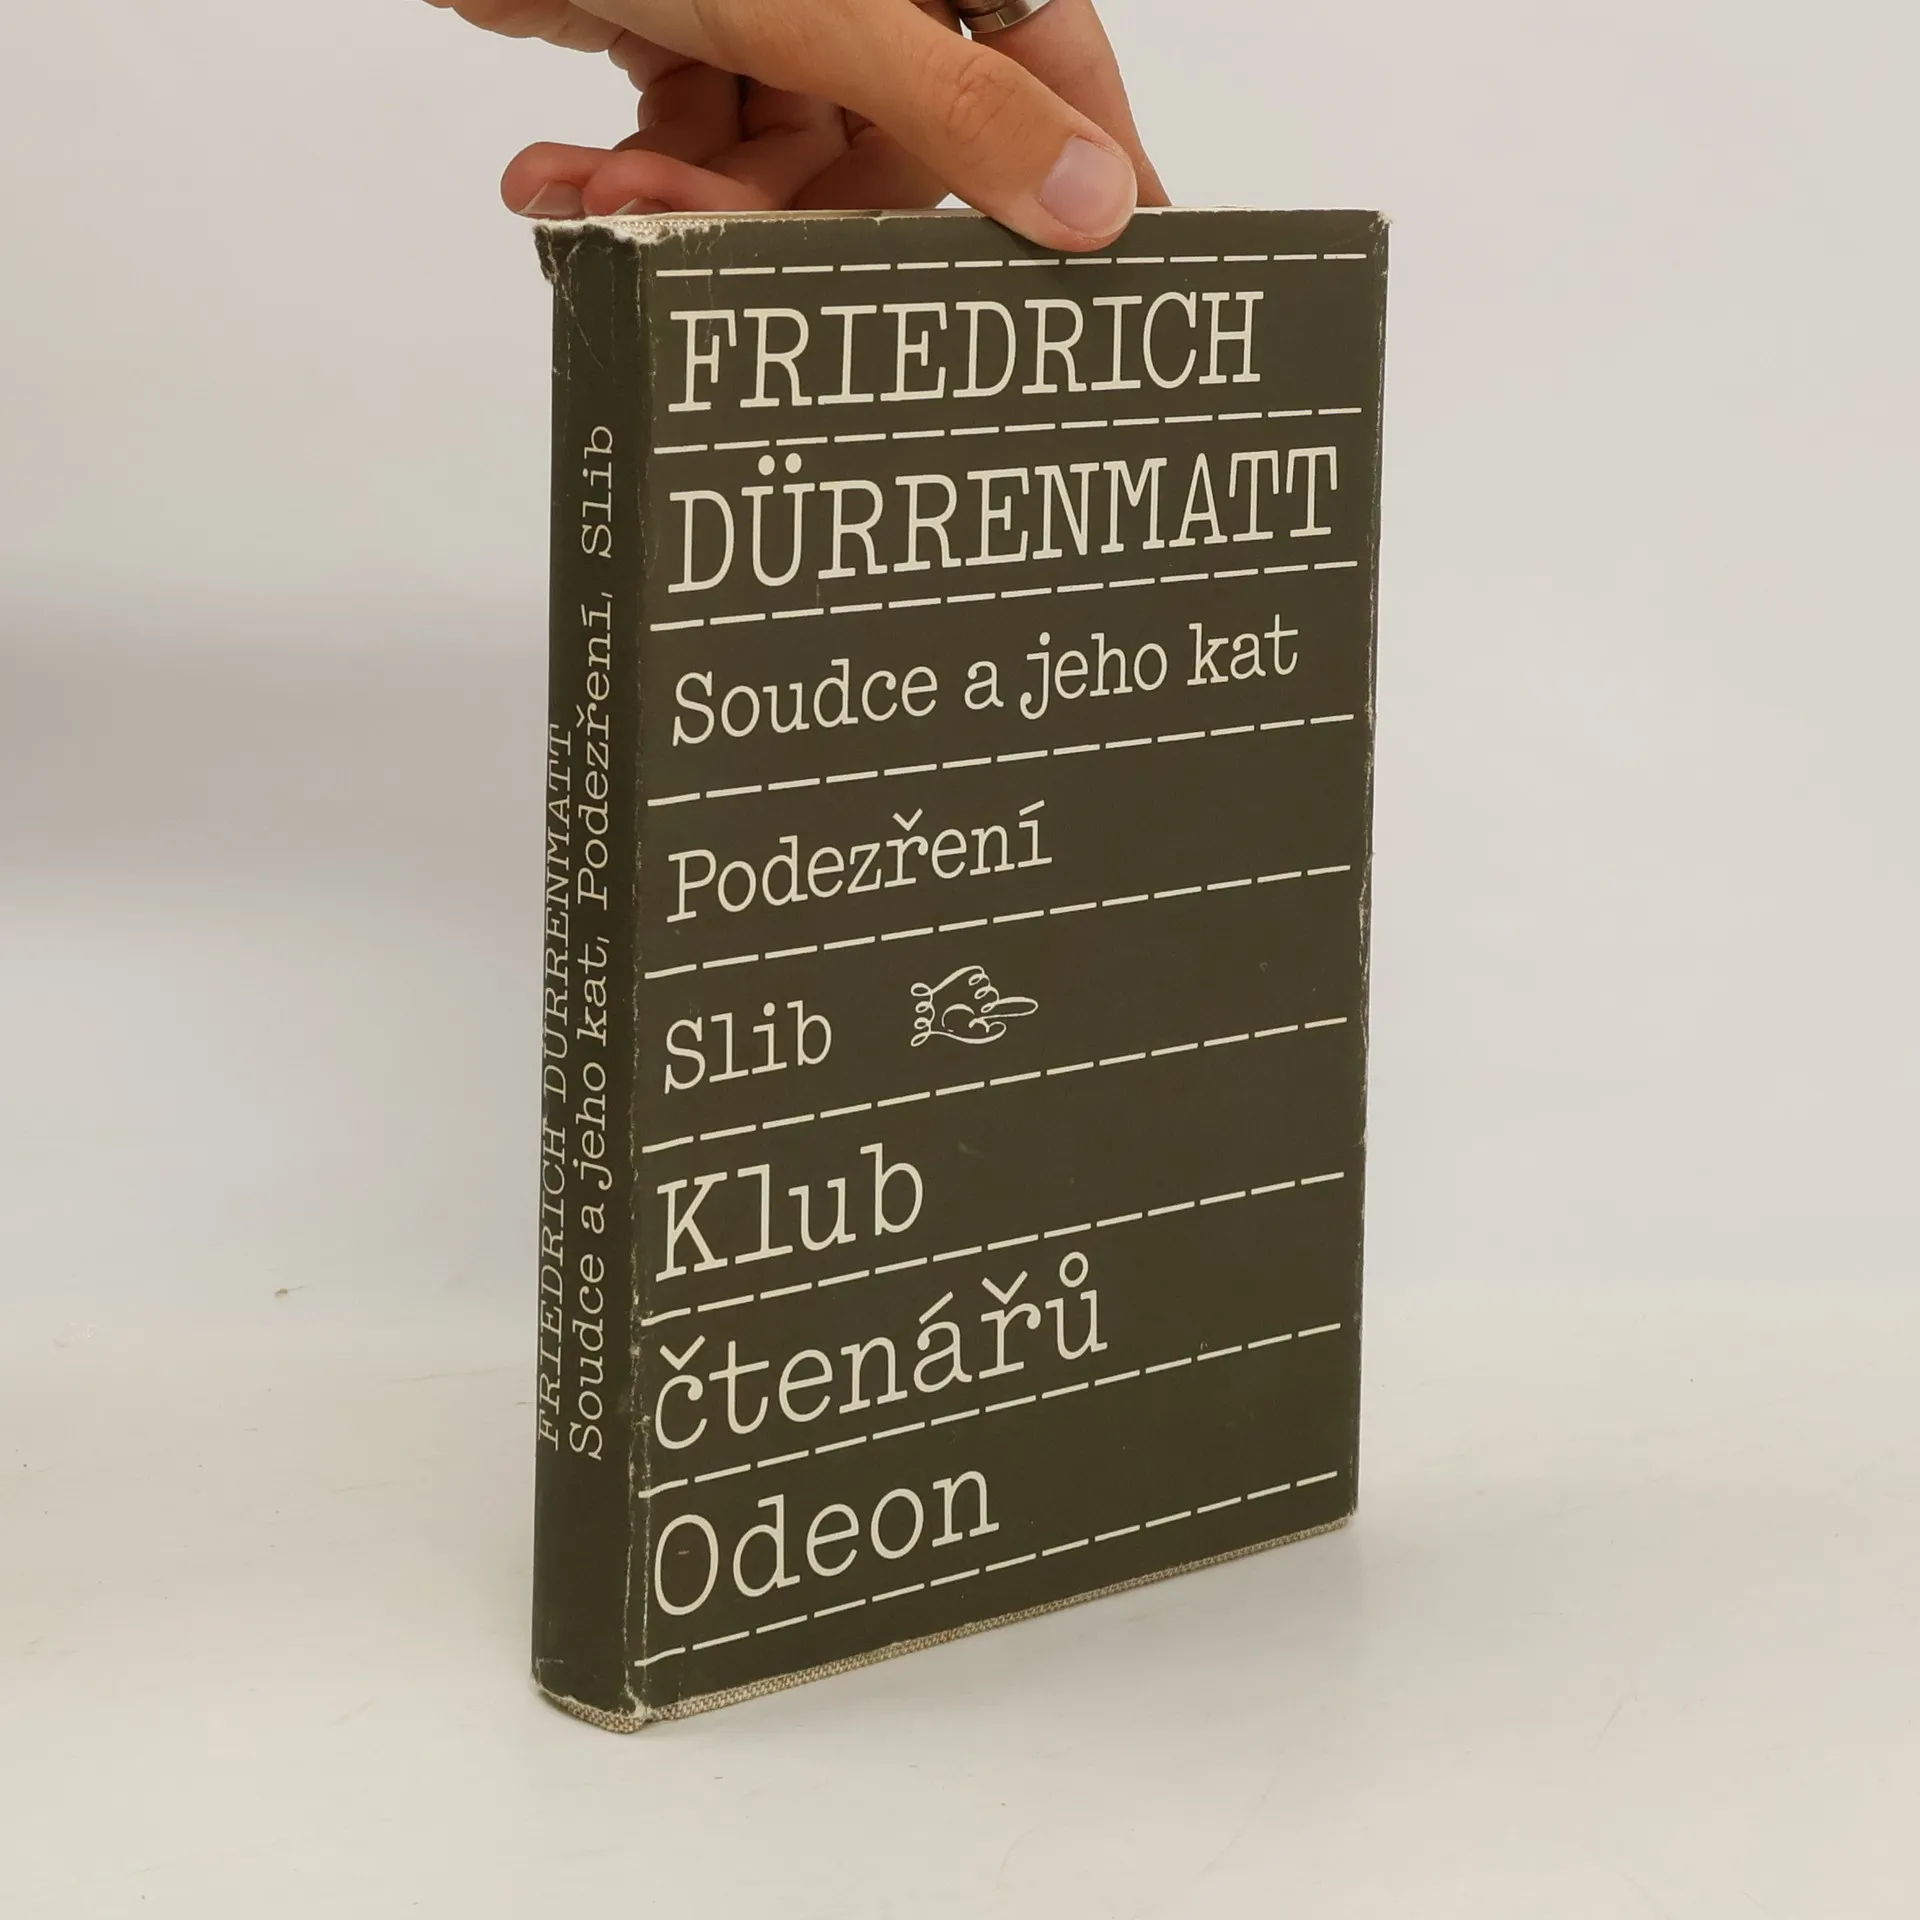 FRIEDRICH
DÜRRENMATT
Soudce a jeho kat
Podezření
Slib
Klub
čtenářů
Odeon
FRIEDRICH DÜRRENMATT
Soudce a jeho kat, Podezření, Slib